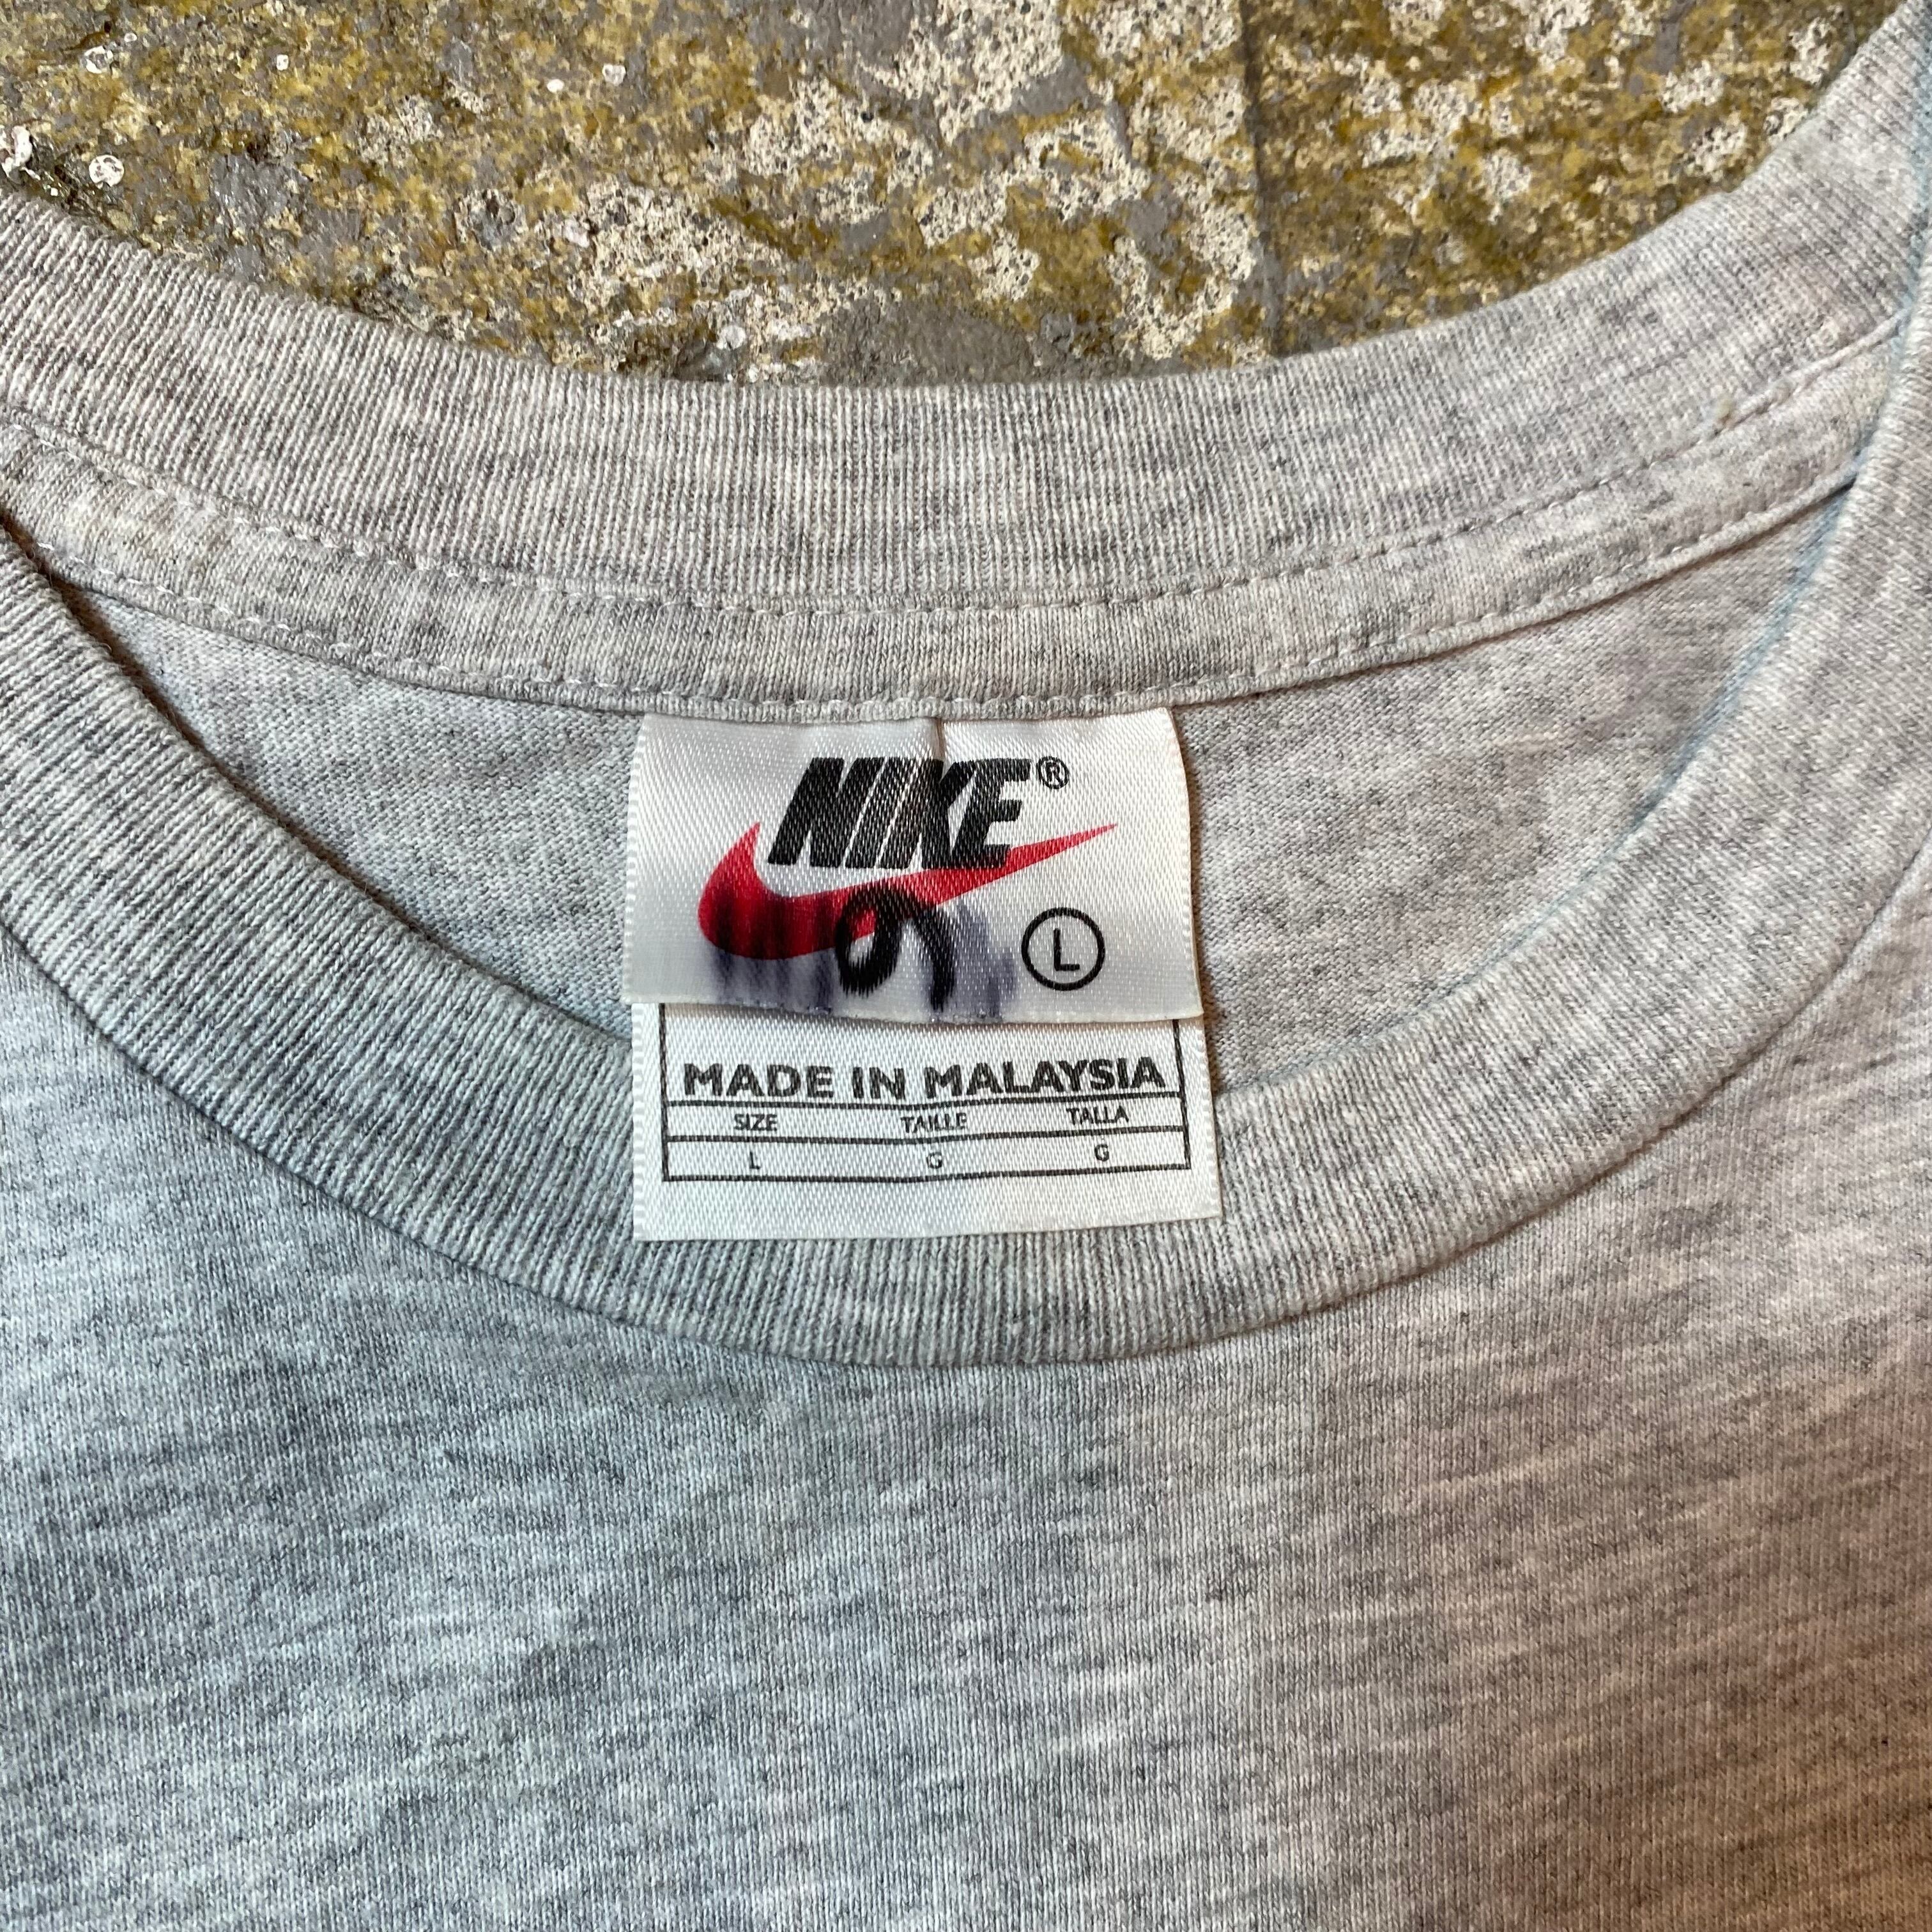 NIKE®
L
MADE IN MALAYSIA
SIZE TAILLE TALLA
L G G